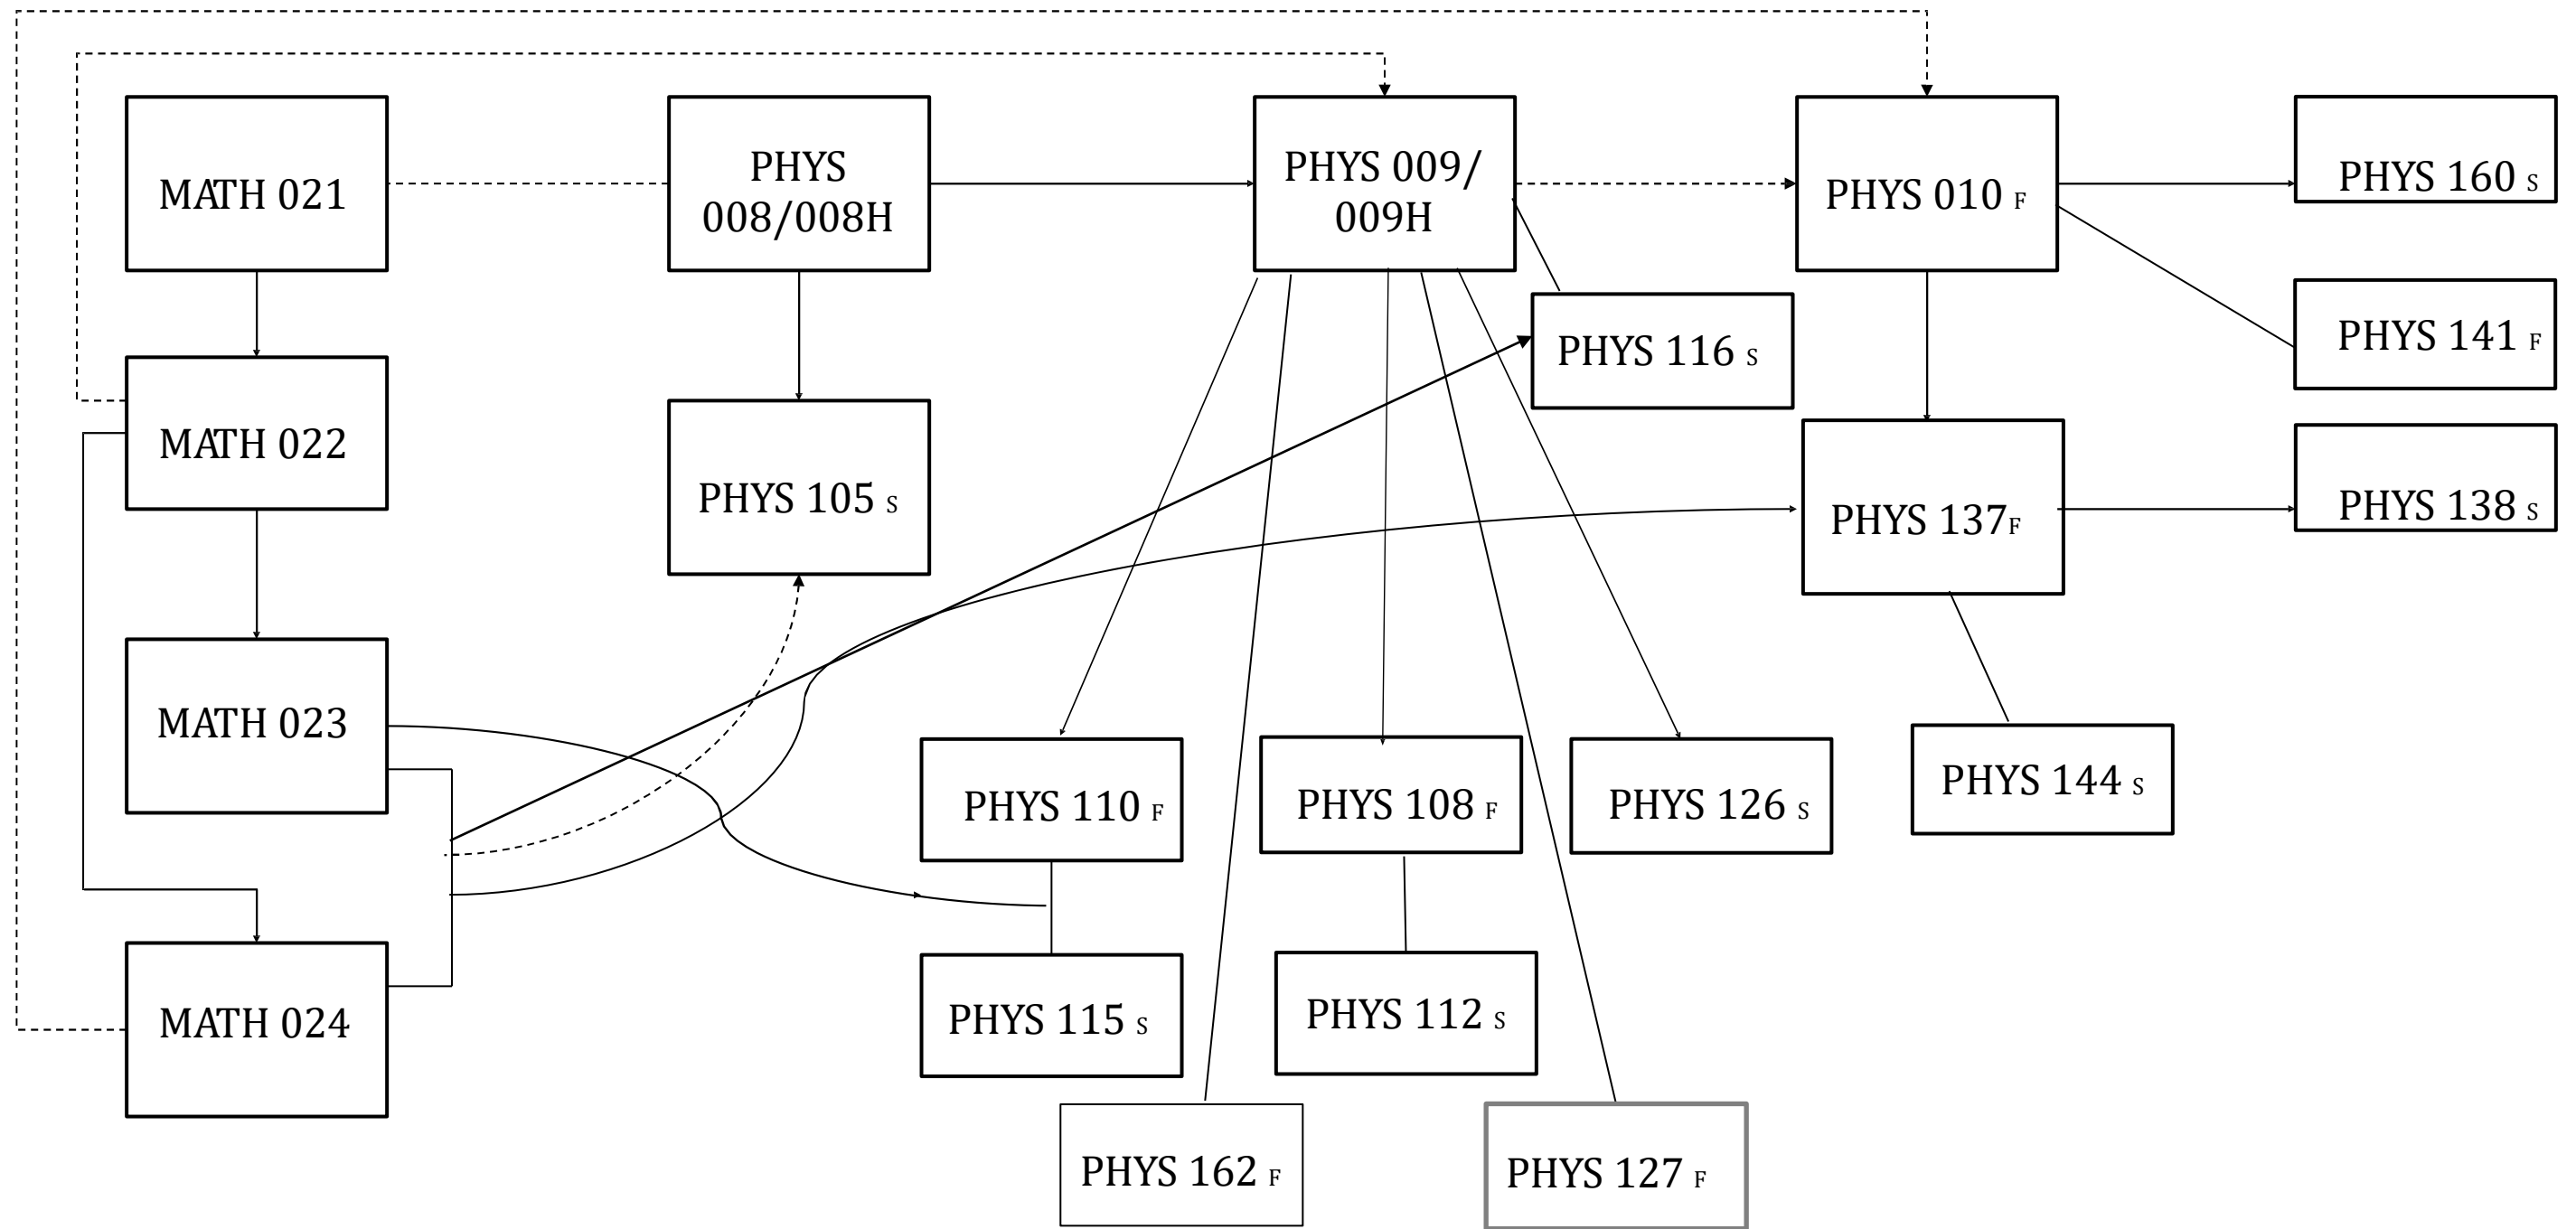 MATH 021
PHYS
008/008H
PHYS 009/
009H
PHYS 010 F
PHYS 160 S
PHYS 116 S
PHYS 141 F
MATH 022
PHYS 105 S
PHYS 137F
PHYS 138 S
MATH 023
PHYS 110 F
PHYS 108 F
PHYS 126 S
PHYS 144 S
MATH 024
PHYS 115 S
PHYS 112 S
PHYS 162 F
PHYS 127 F